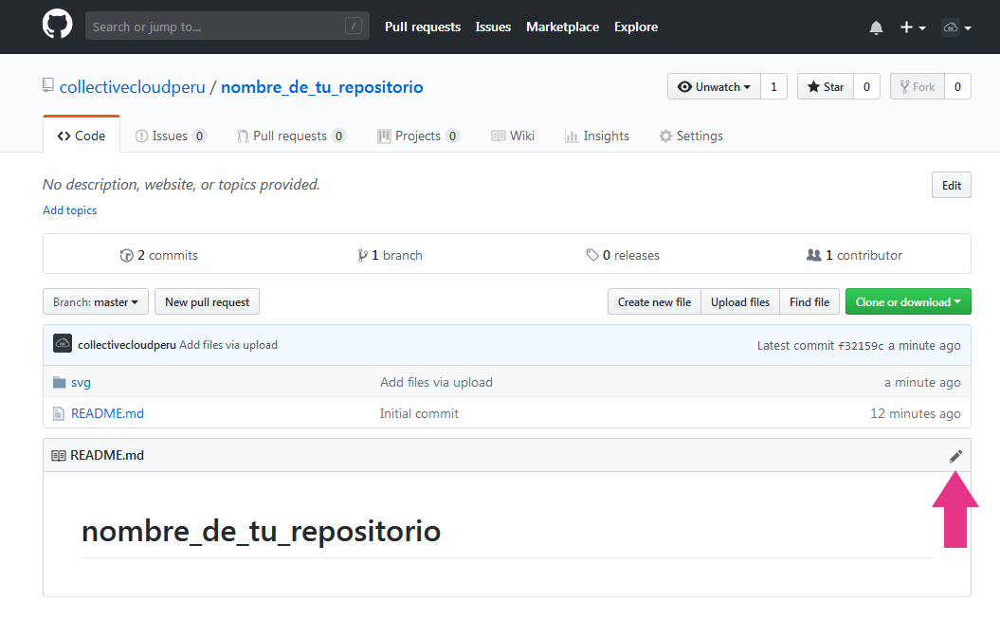 Search or jump to... / Pull requests Issues Marketplace Explore
collectivecloudperu / nombre_de_tu_repositorio Unwatch 1 Star 0 Fork 0
Code Issues 0 Pull requests 0 Projects 0 Wiki Insights Settings
No description, website, or topics provided. Edit
Add topics
2 commits 1 branch 0 releases 1 contributor
Branch: master New pull request Create new file Upload files Find file Clone or download
collectivecloudperu Add files via upload Latest commit f32159c a minute ago
svg Add files via upload a minute ago
README.md Initial commit 12 minutes ago
README.md
nombre_de_tu_repositorio